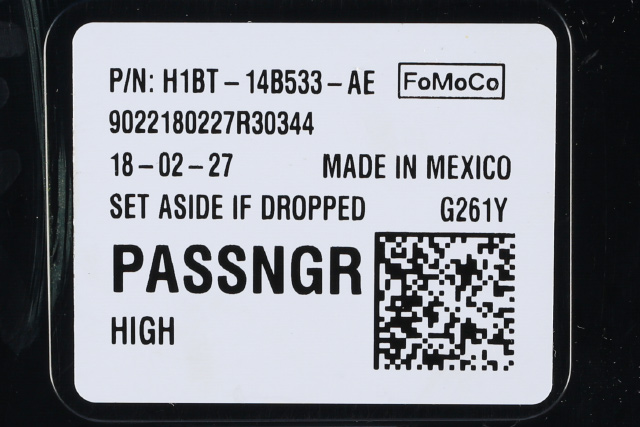 P/N: H1BT-14B533-AE FoMoCo
9022180227R30344
18-02-27 MADE IN MEXICO
SET ASIDE IF DROPPED G261Y
PASSNGR
HIGH